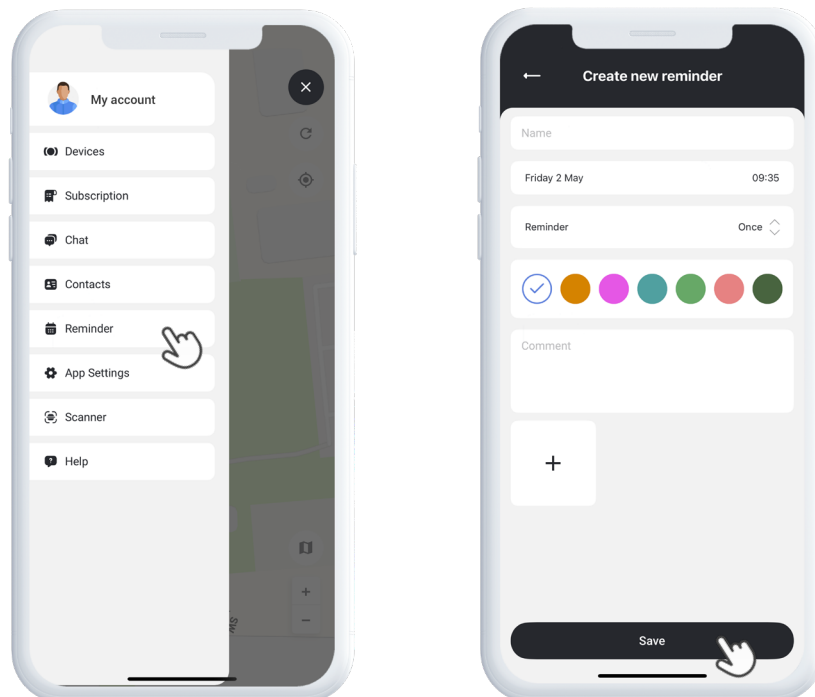 My account
Devices
Subscription
Chat
Contacts
Reminder
App Settings
Scanner
Help
+
−
SW
←
Create new reminder
Name
Friday 2 May 09:35
Reminder Once
Comment
+
Save